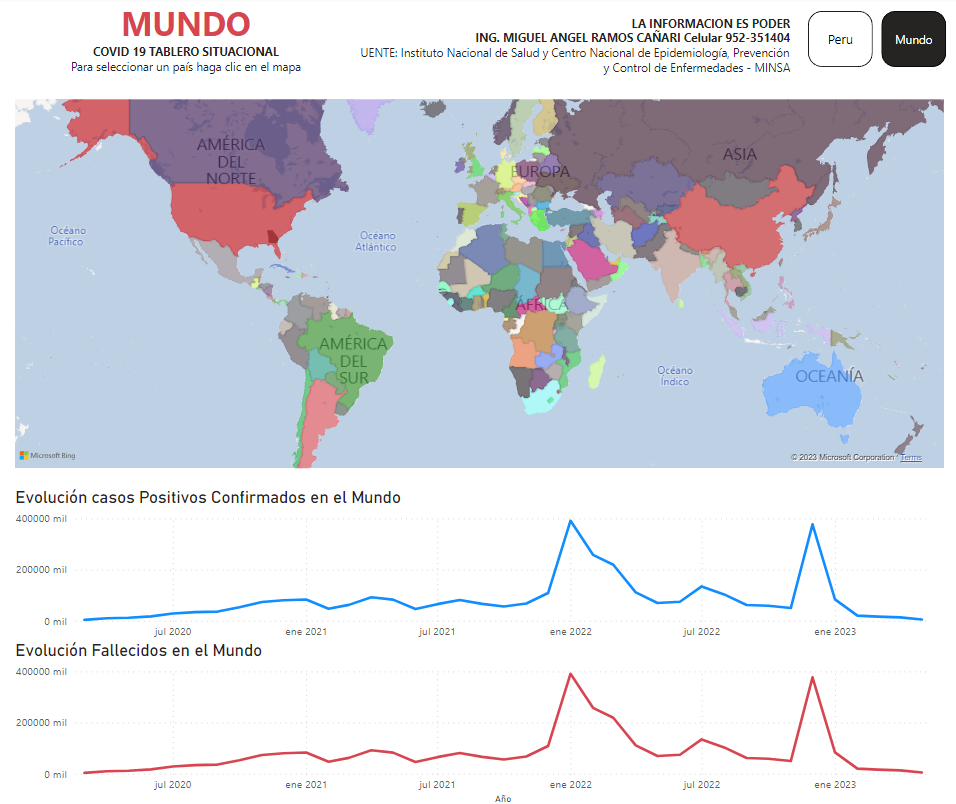 MUNDO
COVID 19 TABLERO SITUACIONAL
Para seleccionar un país haga clic en el mapa
LA INFORMACION ES PODER
ING. MIGUEL ANGEL RAMOS CAÑARI Celular 952-351404
UENTE: Instituto Nacional de Salud y Centro Nacional de Epidemiología, Prevención
y Control de Enfermedades - MINSA
Peru
Mundo
AMÉRICA
DEL
NORTE
EUROPA
ASIA
Océano
Pacífico
Océano
Atlántico
ÁFRICA
AMÉRICA
DEL
SUR
Océano
Índico
OCEANÍA
Microsoft Bing
© 2023 Microsoft Corporation Terms
Evolución casos Positivos Confirmados en el Mundo
400000 mil
200000 mil
0 mil
jul 2020 ene 2021 jul 2021 ene 2022 jul 2022 ene 2023
Evolución Fallecidos en el Mundo
400000 mil
200000 mil
0 mil
jul 2020 ene 2021 jul 2021 ene 2022 jul 2022 ene 2023
Año